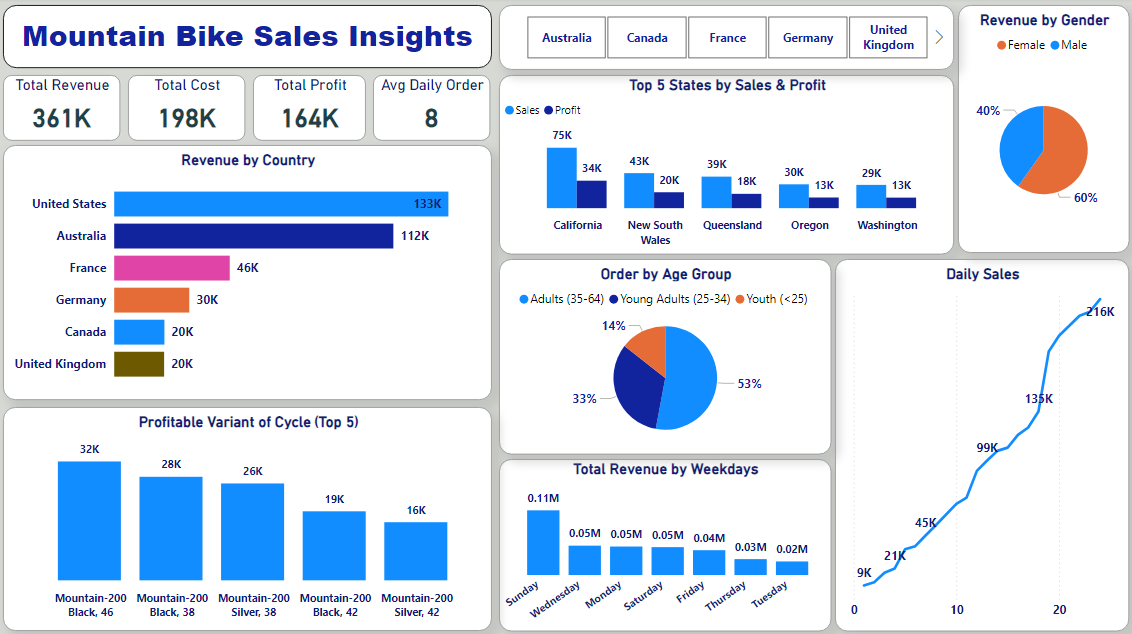 Mountain Bike Sales Insights
Australia
Canada
France
Germany
United
Kingdom
Total Revenue
361K
Total Cost
198K
Total Profit
164K
Avg Daily Order
8
Revenue by Country
United States
133K
Australia
112K
France
46K
Germany
30K
Canada
20K
United Kingdom
20K
Top 5 States by Sales & Profit
Sales Profit
75K
34K
43K
20K
39K
18K
30K
13K
29K
13K
California
New South
Wales
Queensland
Oregon
Washington
Revenue by Gender
Female Male
40%
60%
Order by Age Group
Adults (35-64) Young Adults (25-34) Youth (<25)
14%
33%
53%
Daily Sales
216K
135K
99K
45K
21K
9K
0 10 20
Profitable Variant of Cycle (Top 5)
32K
28K
26K
19K
16K
Mountain-200
Black, 46
Mountain-200
Black, 38
Mountain-200
Silver, 38
Mountain-200
Black, 42
Mountain-200
Silver, 42
Total Revenue by Weekdays
0.11M
0.05M
0.05M
0.05M
0.04M
0.03M
0.02M
Sunday
Wednesday
Monday
Saturday
Friday
Thursday
Tuesday